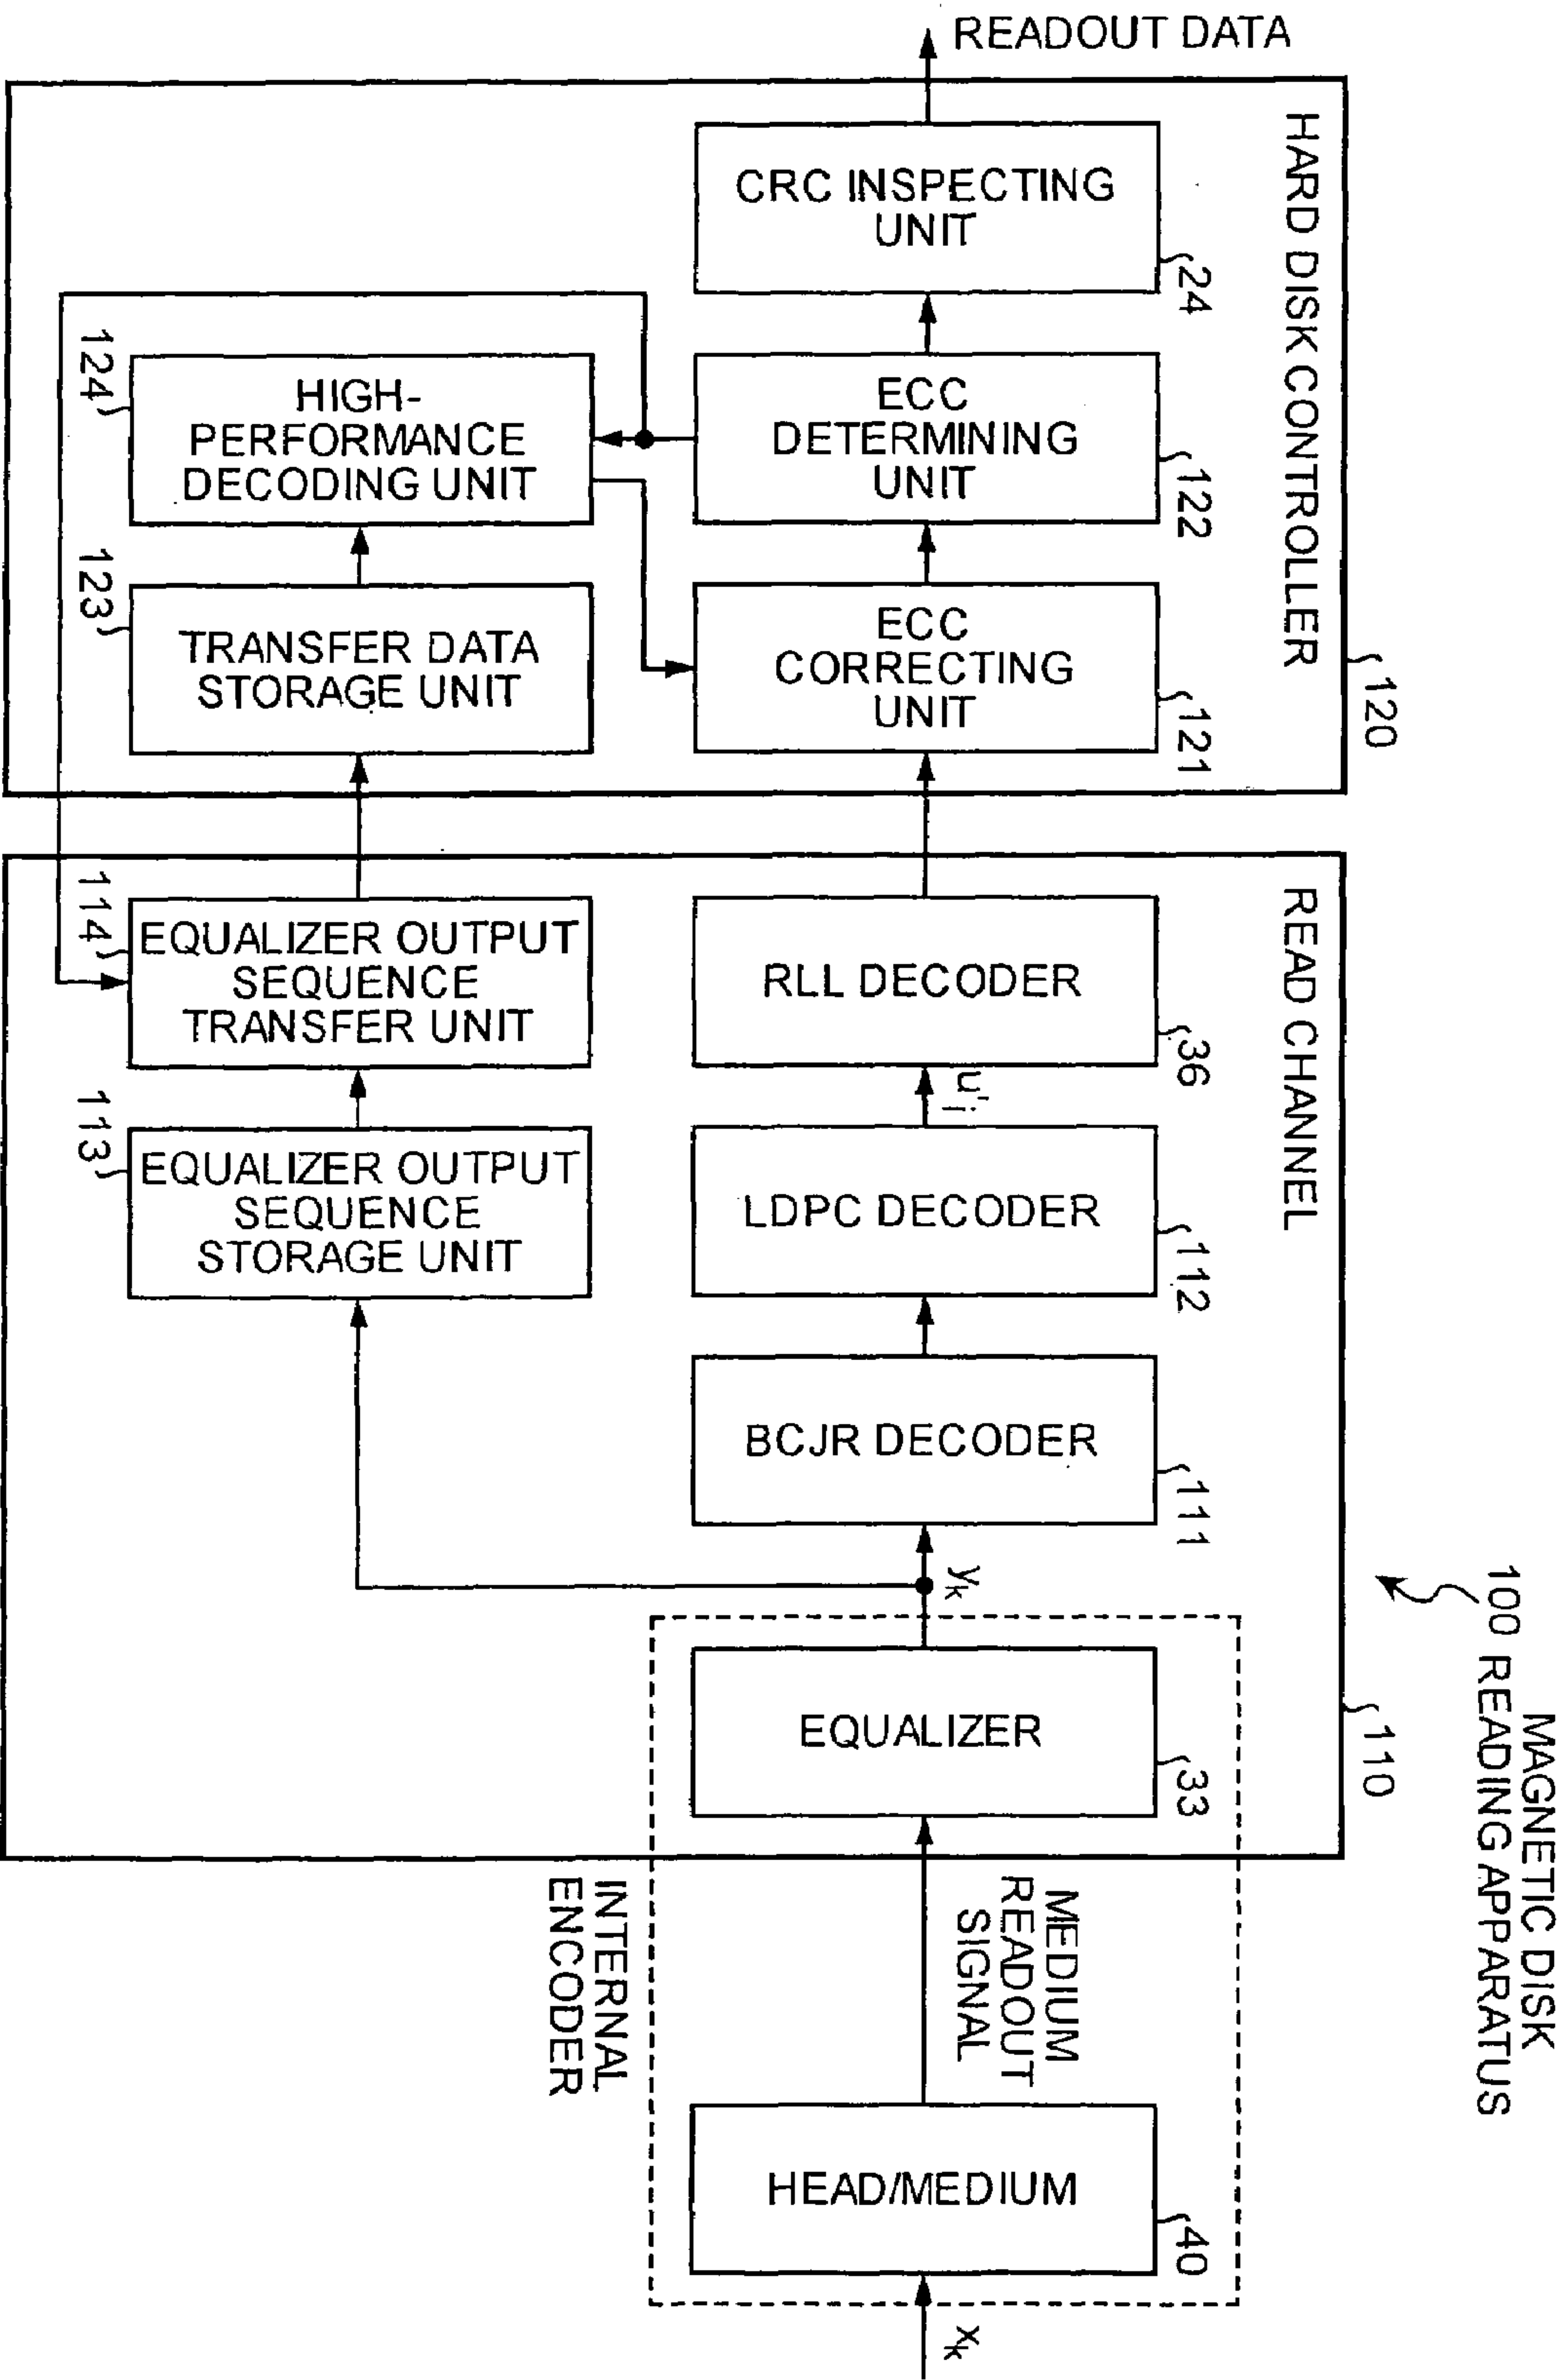 MAGNETIC DISK
100 READING APPARATUS
READOUT DATA
HARD DISK CONTROLLER
120
CRC INSPECTING
UNIT
24
ECC
DETERMINING
UNIT
122
ECC
CORRECTING
UNIT
121
HIGH-
PERFORMANCE
DECODING UNIT
124
TRANSFER DATA
STORAGE UNIT
123
READ CHANNEL
110
RLL DECODER
36
u'j
LDPC DECODER
112
BCJR DECODER
111
yk
EQUALIZER
33
EQUALIZER OUTPUT
SEQUENCE
TRANSFER UNIT
114
EQUALIZER OUTPUT
SEQUENCE
STORAGE UNIT
113
MEDIUM
READOUT
SIGNAL
INTERNAL
ENCODER
HEAD/MEDIUM
40
xk